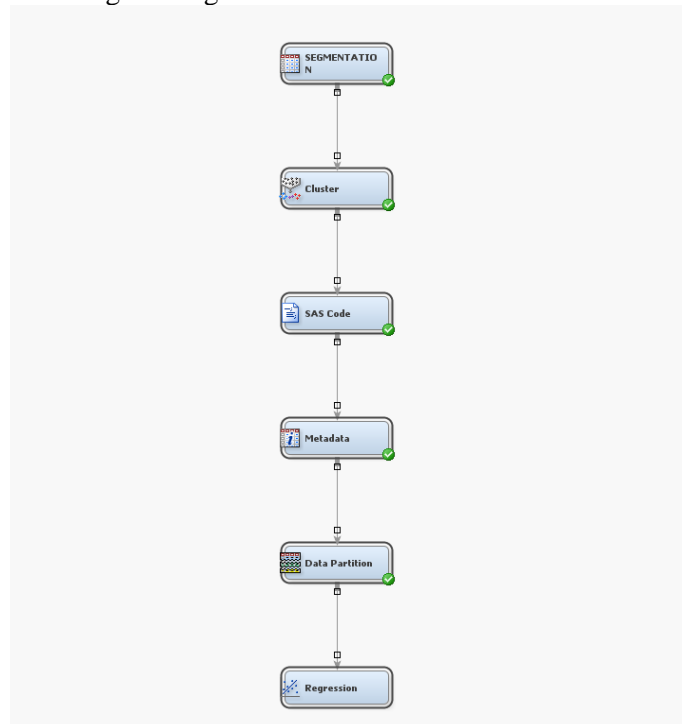 SEGMENTATIO
N
Cluster
SAS Code
Metadata
Data Partition
Regression